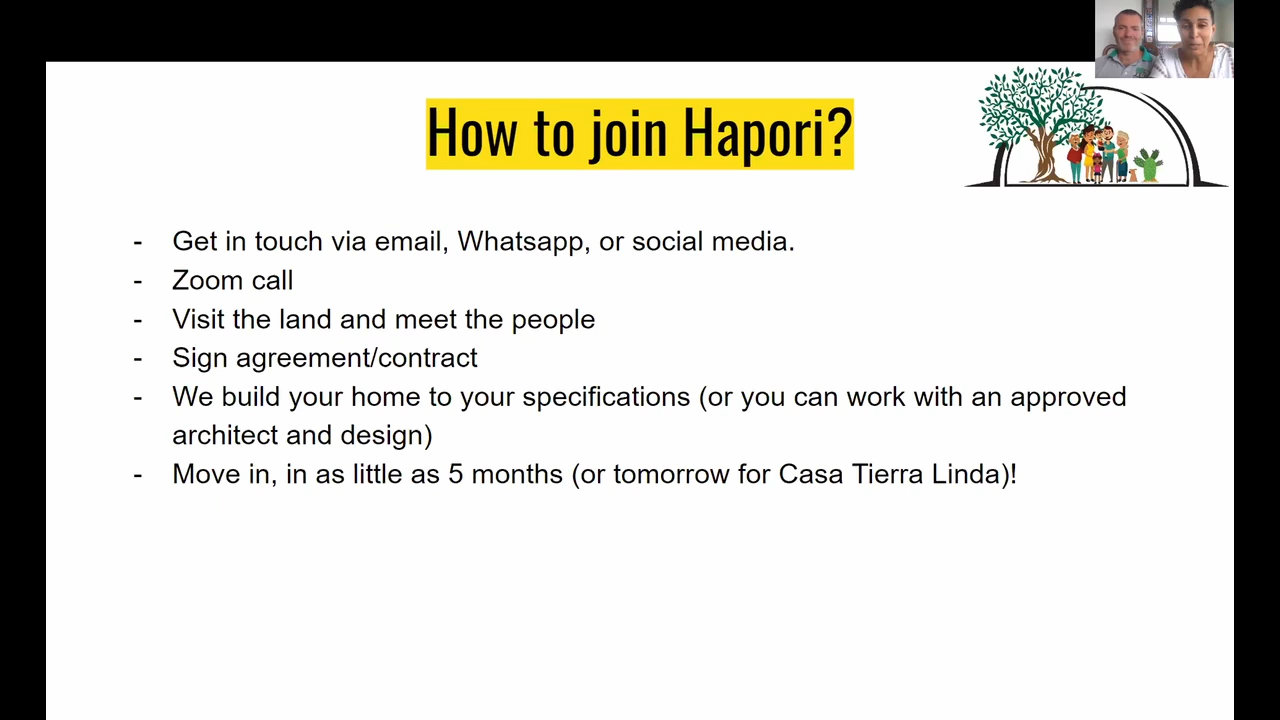 How to join Hapori?
- Get in touch via email, Whatsapp, or social media.
- Zoom call
- Visit the land and meet the people
- Sign agreement/contract
- We build your home to your specifications (or you can work with an approved
architect and design)
- Move in, in as little as 5 months (or tomorrow for Casa Tierra Linda)!